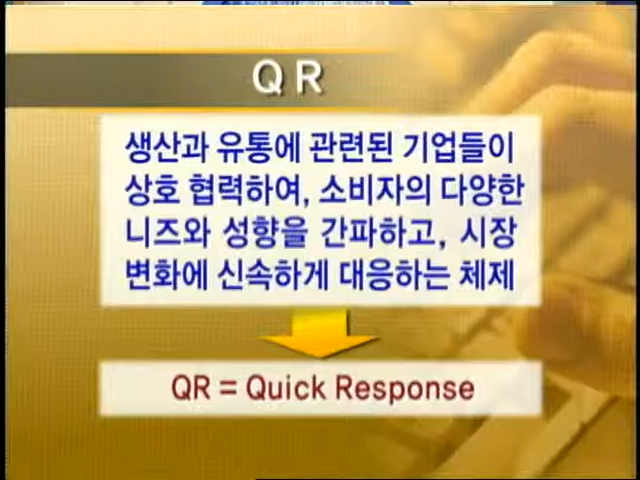 QR
생산과 유통에 관련된 기업들이
상호 협력하여, 소비자의 다양한
니즈와 성향을 간파하고, 시장
변화에 신속하게 대응하는 체제
QR = Quick Response